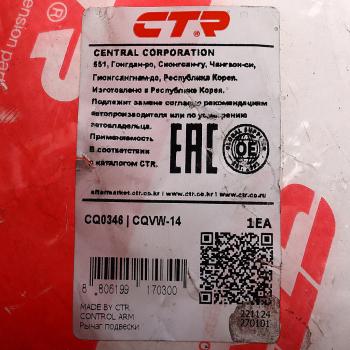 CTR
CENTRAL CORPORATION
551, Гонгдан-ро, Сионгсан-гу, Чангвон-си,
Гионгсангнам-до, Республика Корея.
Изготовлено в Республике Корея.
Подлежит замене согласно рекомендациям
автопроизводителя или по усмотрению
автовладельца.
Применяемость
В соответствии
с каталогом CTR.
EAC
OE
aftermarket.ctr.co.kr | www.ctr.co.kr | www.ctr-co.ru
CQ0346 | CQVW-14
1EA
8 806199 170300
MADE BY CTR
CONTROL ARM
Рычаг подвески
221124
270101